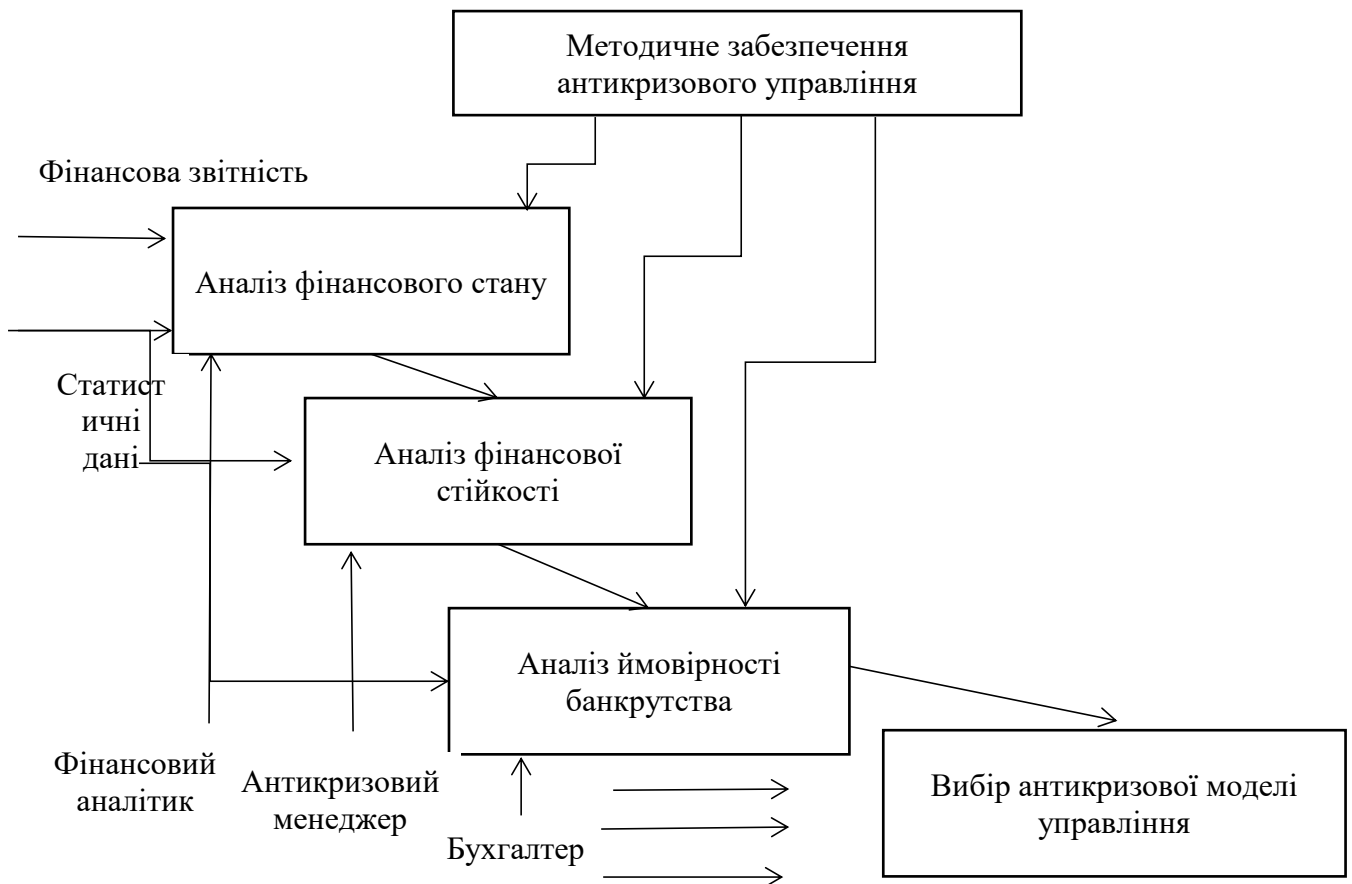 Методичне забезпечення
антикризового управління
Фінансова звітність
Аналіз фінансового стану
Статист
ичні
дані
Аналіз фінансової
стійкості
Аналіз ймовірності
банкрутства
Фінансовий
аналітик
Антикризовий
менеджер
Бухгалтер
Вибір антикризової моделі
управління